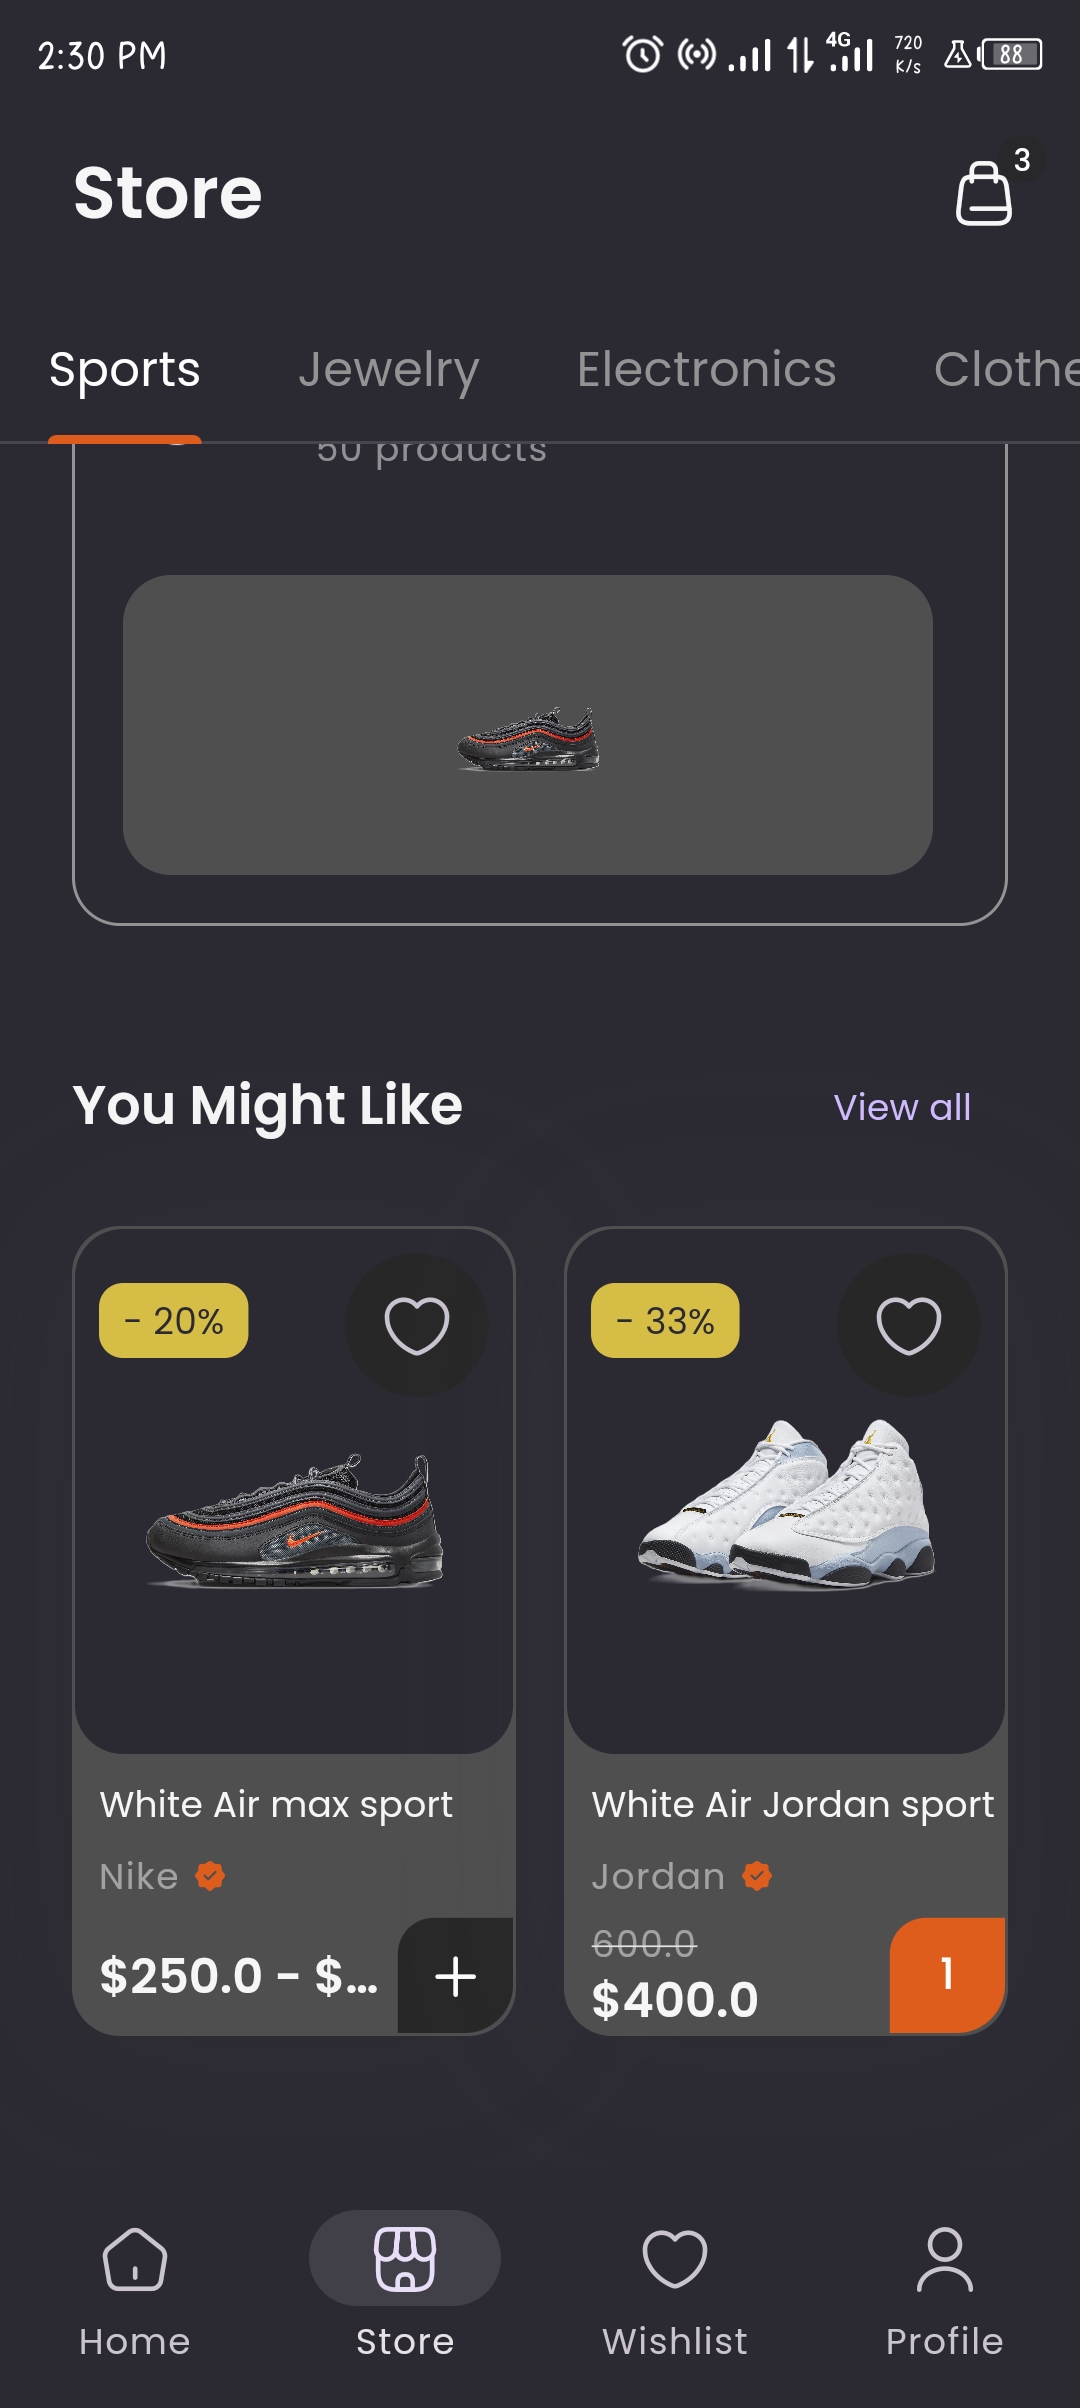 2:30 PM
4G
720
K/s
88
Store
3
Sports Jewelry Electronics Clothe
50 products
You Might Like
View all
- 20%
- 33%
White Air max sport
Nike
$250.0 - $...
White Air Jordan sport
Jordan
600.0
$400.0
1
Home
Store
Wishlist
Profile